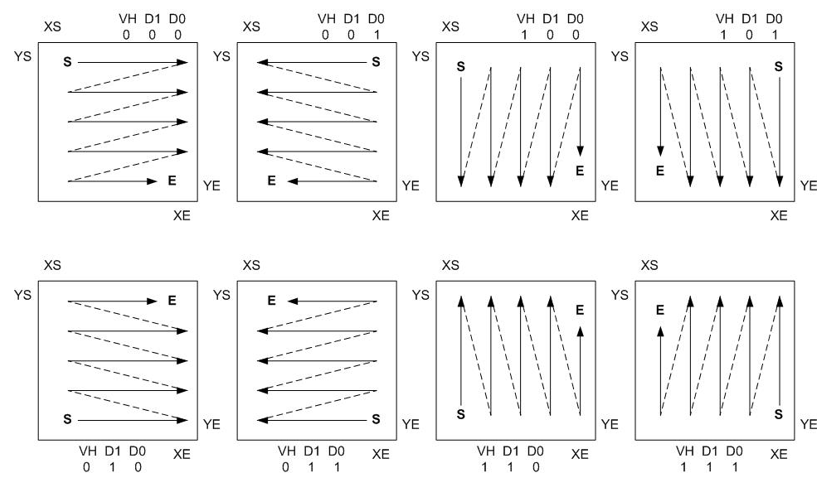 XS VH D1 D0
0 0 0
YS
S
E YE
XE
XS VH D1 D0
0 0 1
S
E YE
XE
XS VH D1 D0
1 0 0
YS
S
E
YE
XE
XS VH D1 D0
1 0 1
YS
S
E
YE
XE
XS
YS
E
S YE
VH D1 D0 XE
0 1 0
XS
E
S YE
VH D1 D0 XE
0 1 1
XS
YS
E
S
YE
VH D1 D0 XE
1 1 0
XS
YS
E
S
YE
VH D1 D0 XE
1 1 1